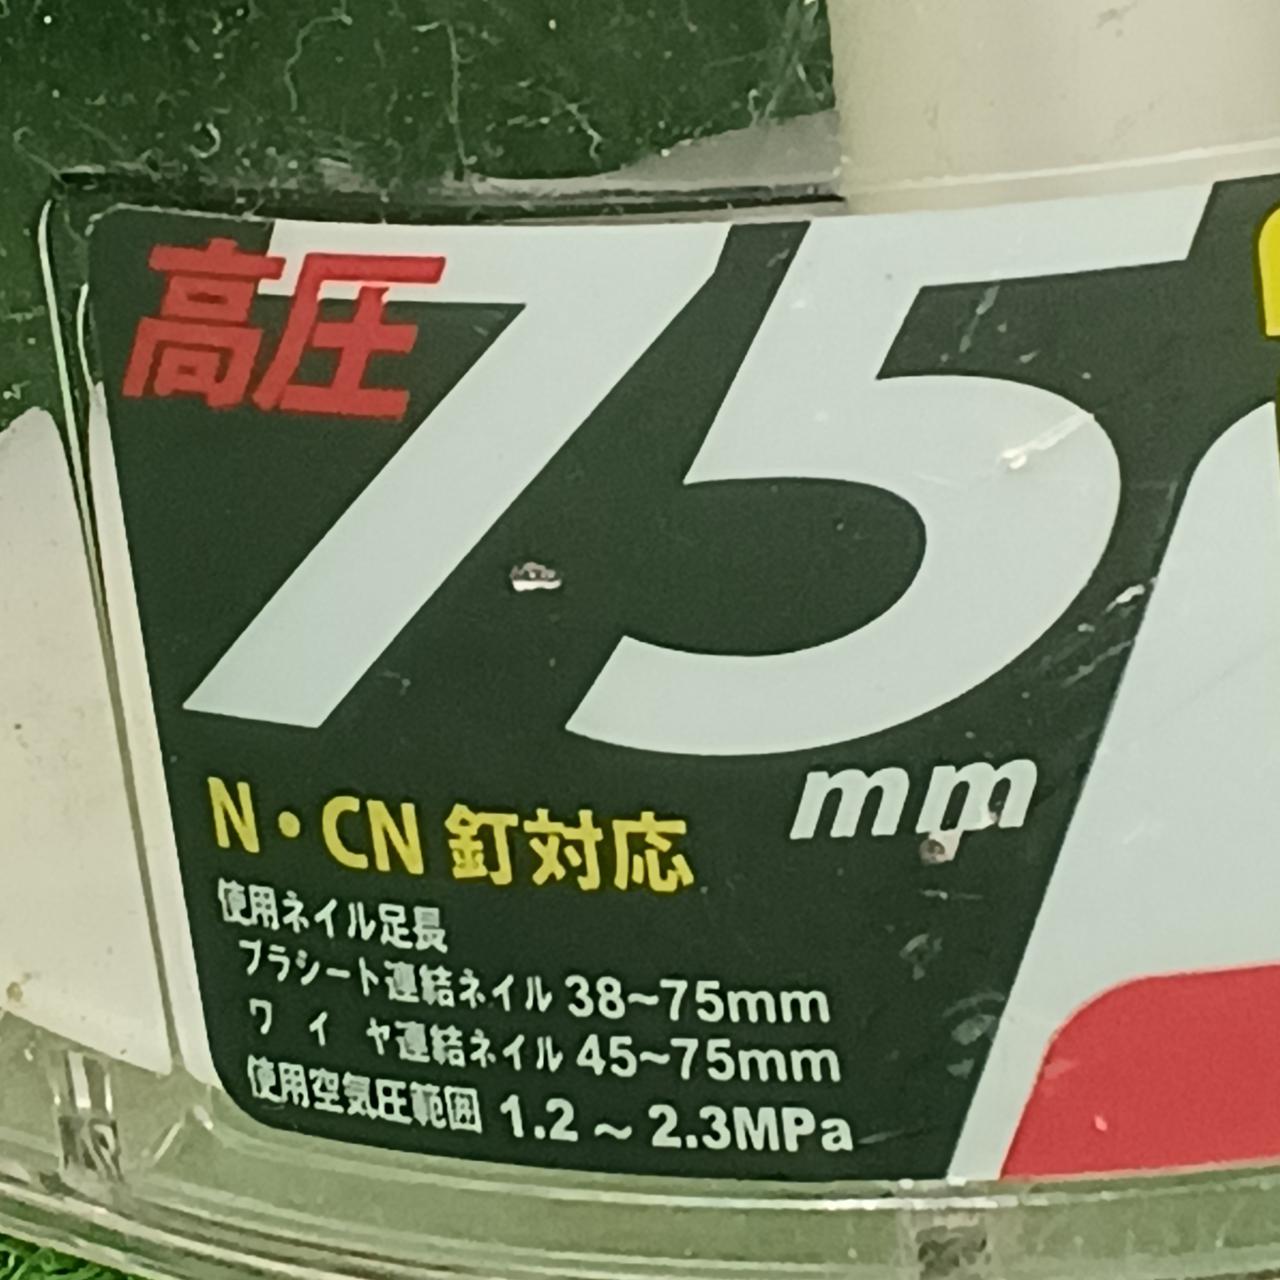 高圧
75mm
N・CN 釘対応
使用ネイル足長
プラシート連結ネイル 38~75mm
ワイヤ連結ネイル 45~75mm
使用空気圧範囲 1.2 ~ 2.3MPa